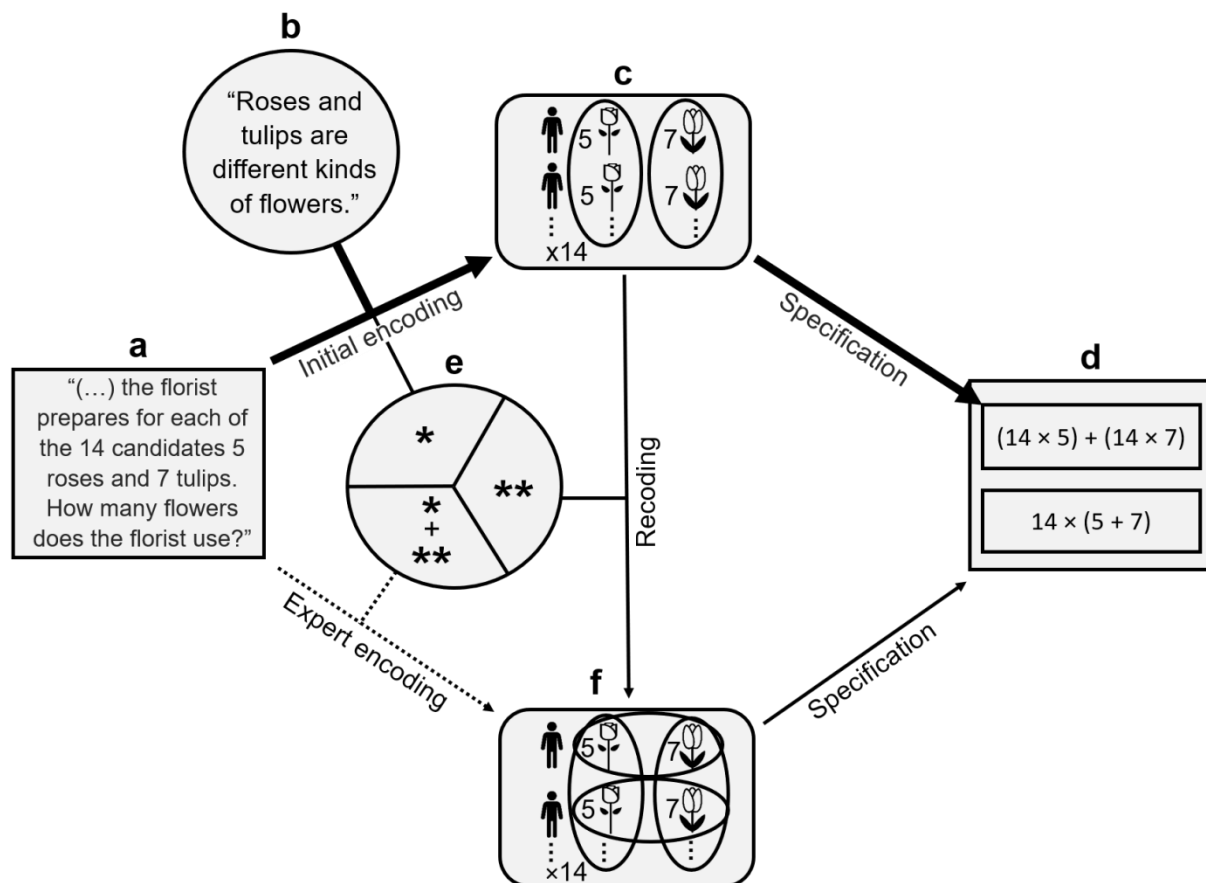 b
“Roses and
tulips are
different kinds
of flowers.”
c
5 7
5 7
x14
Initial encoding
Specification
a
“(…) the florist
prepares for each of
the 14 candidates 5
roses and 7 tulips.
How many flowers
does the florist use?”
e
*
**
*
+
**
Recoding
d
(14 × 5) + (14 × 7)
14 × (5 + 7)
Expert encoding
Specification
f
5 7
5 7
×14